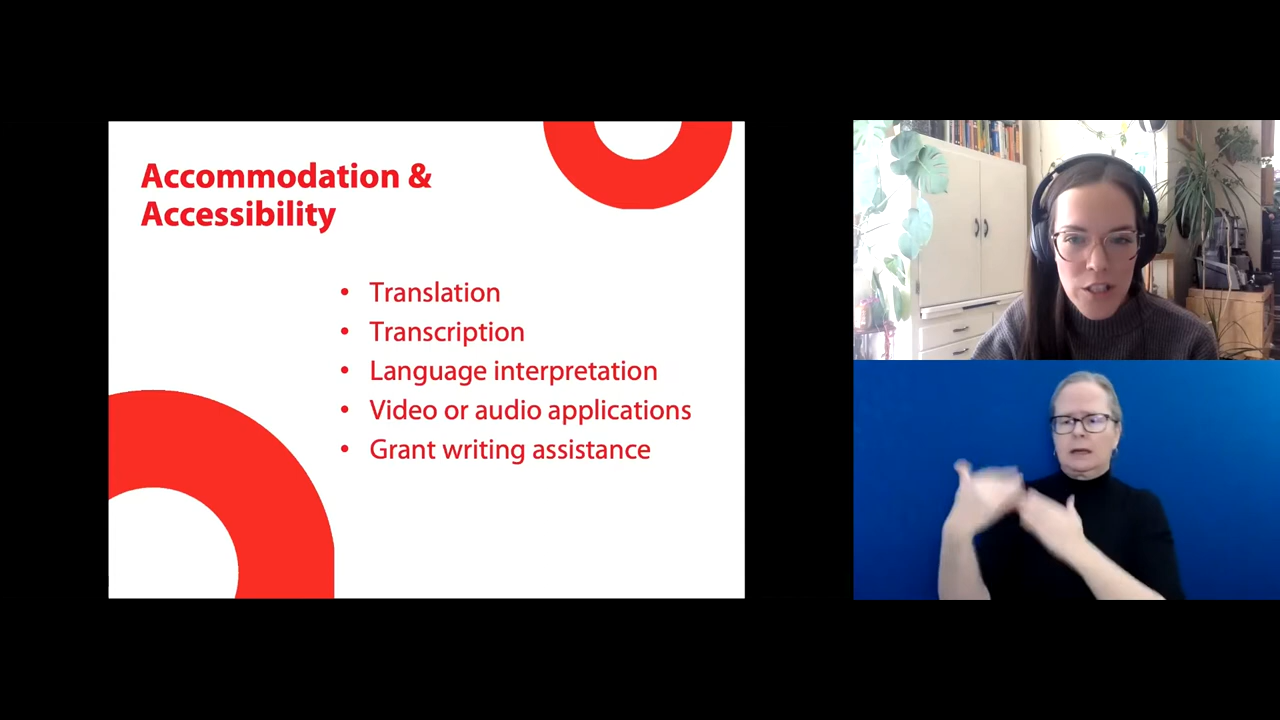 Accommodation &
Accessibility
• Translation
• Transcription
• Language interpretation
• Video or audio applications
• Grant writing assistance